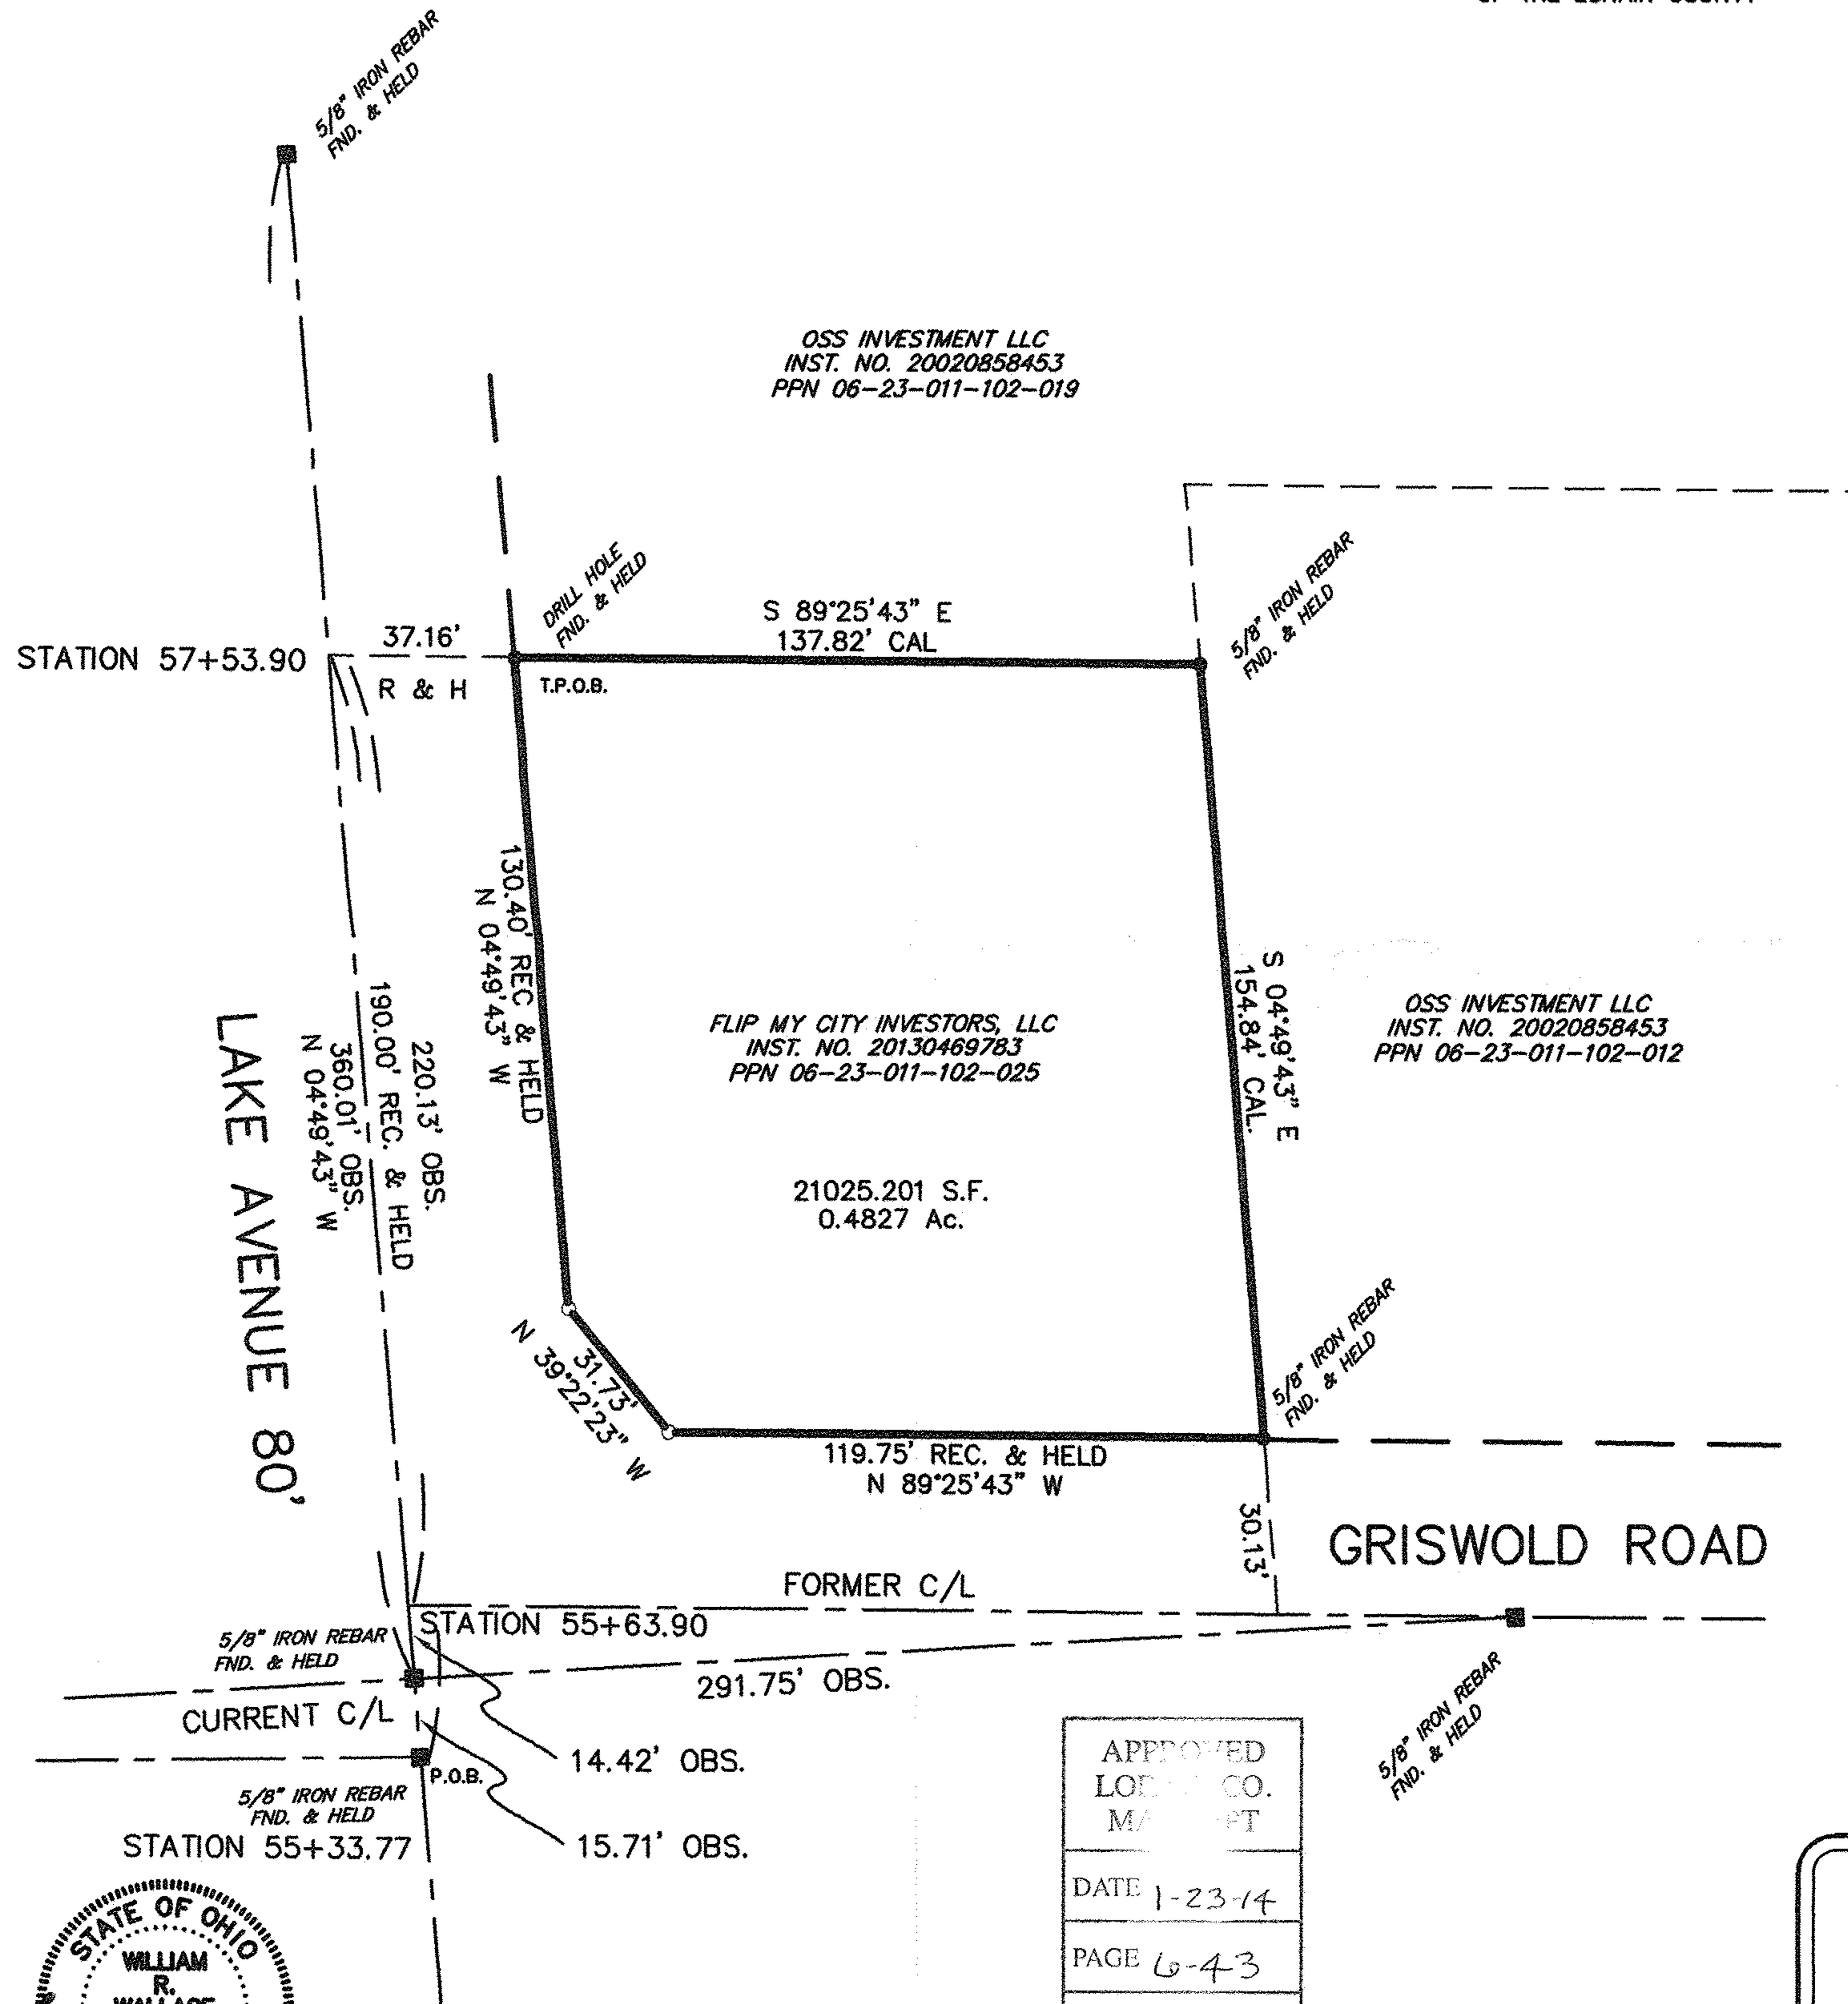 5/8" IRON REBAR
FND. & HELD
OSS INVESTMENT LLC
INST. NO. 20020858453
PPN 06-23-011-102-019
DRILL HOLE
FND. & HELD
5/8" IRON REBAR
FND. & HELD
S 89°25'43" E
137.82' CAL
37.16'
STATION 57+53.90
R & H
T.P.O.B.
130.40' REC & HELD
N 04°49'43" W
S 04°49'43" E
154.84' CAL.
220.13' OBS.
190.00' REC. & HELD
360.01' OBS.
N 04°49'43" W
LAKE AVENUE 80'
FLIP MY CITY INVESTORS, LLC
INST. NO. 20130469783
PPN 06-23-011-102-025
OSS INVESTMENT LLC
INST. NO. 20020858453
PPN 06-23-011-102-012
21025.201 S.F.
0.4827 Ac.
31.73'
N 39°22'23" W
5/8" IRON REBAR
FND. & HELD
119.75' REC. & HELD
N 89°25'43" W
30.13'
GRISWOLD ROAD
FORMER C/L
STATION 55+63.90
5/8" IRON REBAR
FND. & HELD
291.75' OBS.
CURRENT C/L
5/8" IRON REBAR
FND. & HELD
14.42' OBS.
P.O.B.
5/8" IRON REBAR
FND. & HELD
STATION 55+33.77
15.71' OBS.
APPROVED
CO.
DATE 1-23-14
PAGE 6-43
STATE OF OHIO
WILLIAM
R.
WALLACE